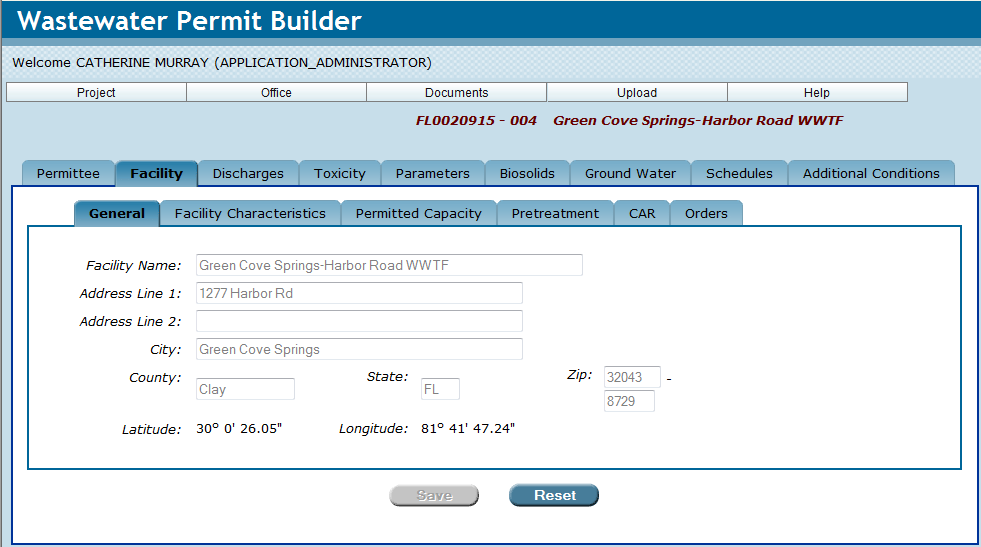 Wastewater Permit Builder
Welcome CATHERINE MURRAY (APPLICATION_ADMINISTRATOR)
Project Office Documents Upload Help
FL0020915 - 004 Green Cove Springs-Harbor Road WWTF
Permittee Facility Discharges Toxicity Parameters Biosolids Ground Water Schedules Additional Conditions
General Facility Characteristics Permitted Capacity Pretreatment CAR Orders
Facility Name: Green Cove Springs-Harbor Road WWTF
Address Line 1: 1277 Harbor Rd
Address Line 2:
City: Green Cove Springs
County: Clay State: FL Zip: 32043 -
8729
Latitude: 30° 0' 26.05" Longitude: 81° 41' 47.24"
Save Reset